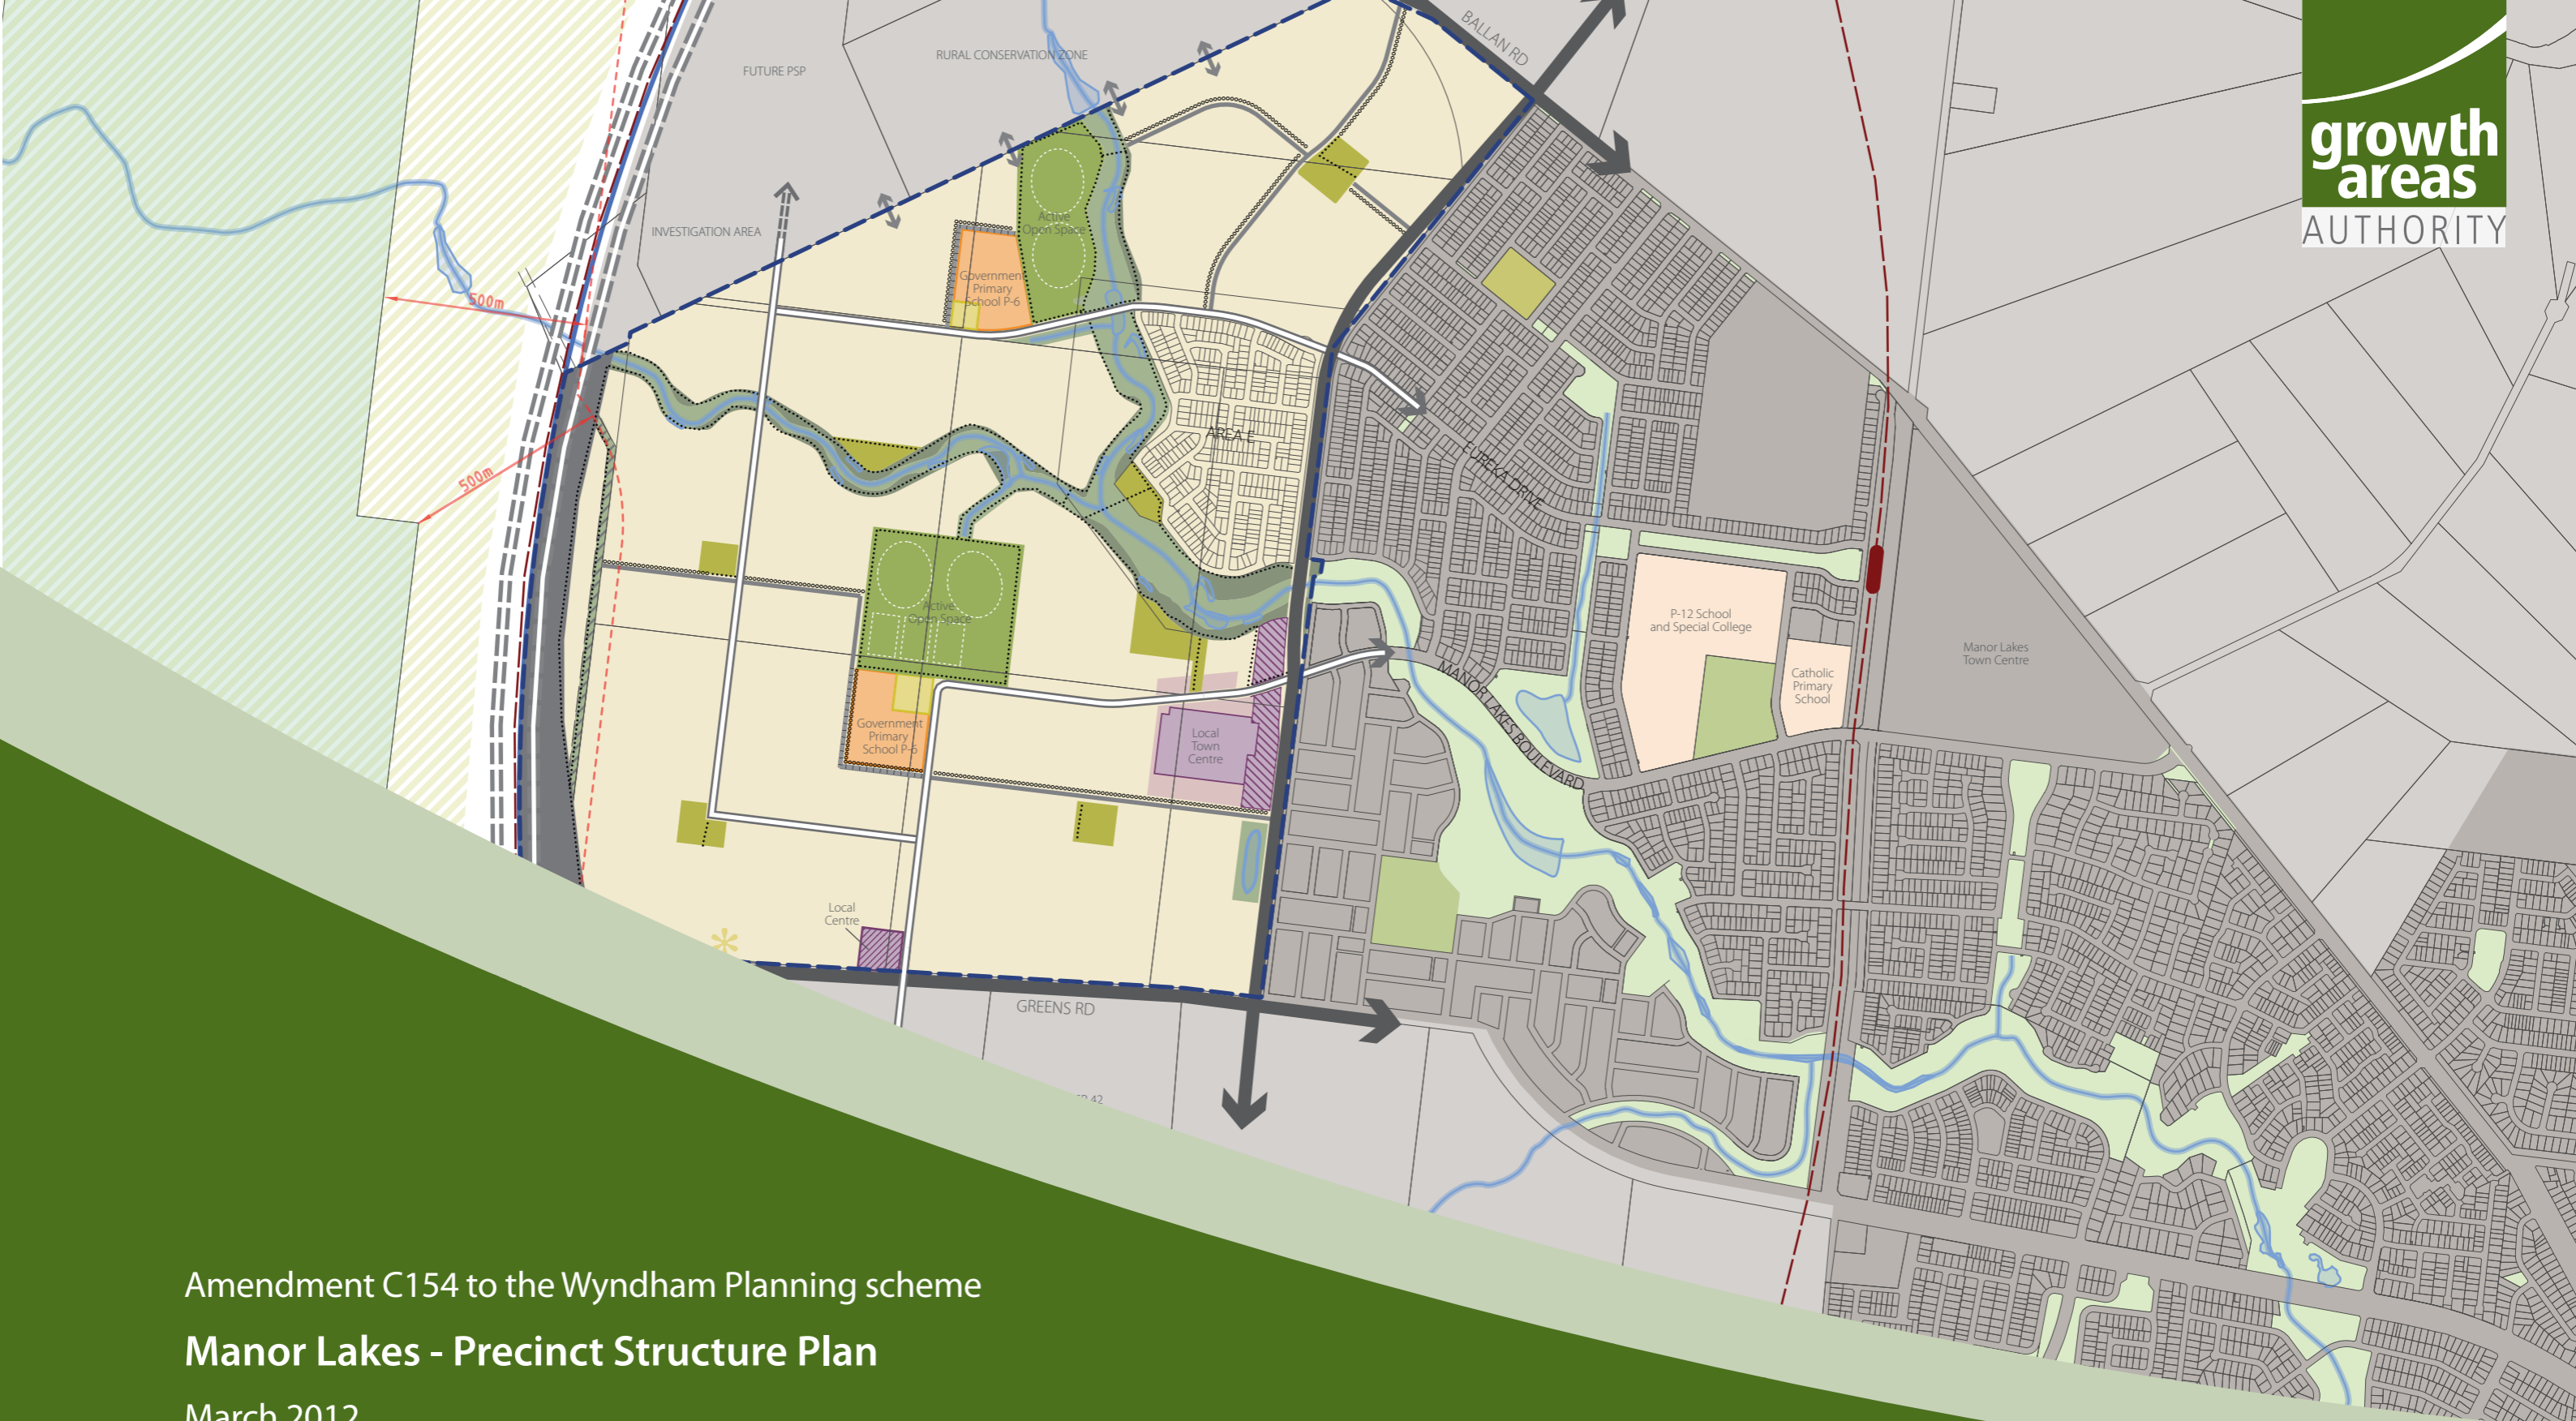 BALLAN RD
RURAL CONSERVATION ZONE
FUTURE PSP
growth
areas
AUTHORITY
INVESTIGATION AREA
Active
Open Space
Government
Primary
School P-6
500m
500m
AREA E
EUREKA DRIVE
Active
Open Space
P-12 School
and Special College
Manor Lakes
Town Centre
Catholic
Primary
School
MANOR LAKES BOULEVARD
Government
Primary
School P-6
Local
Town
Centre
Local
Centre
GREENS RD
42
Amendment C154 to the Wyndham Planning scheme
Manor Lakes - Precinct Structure Plan
March 2012